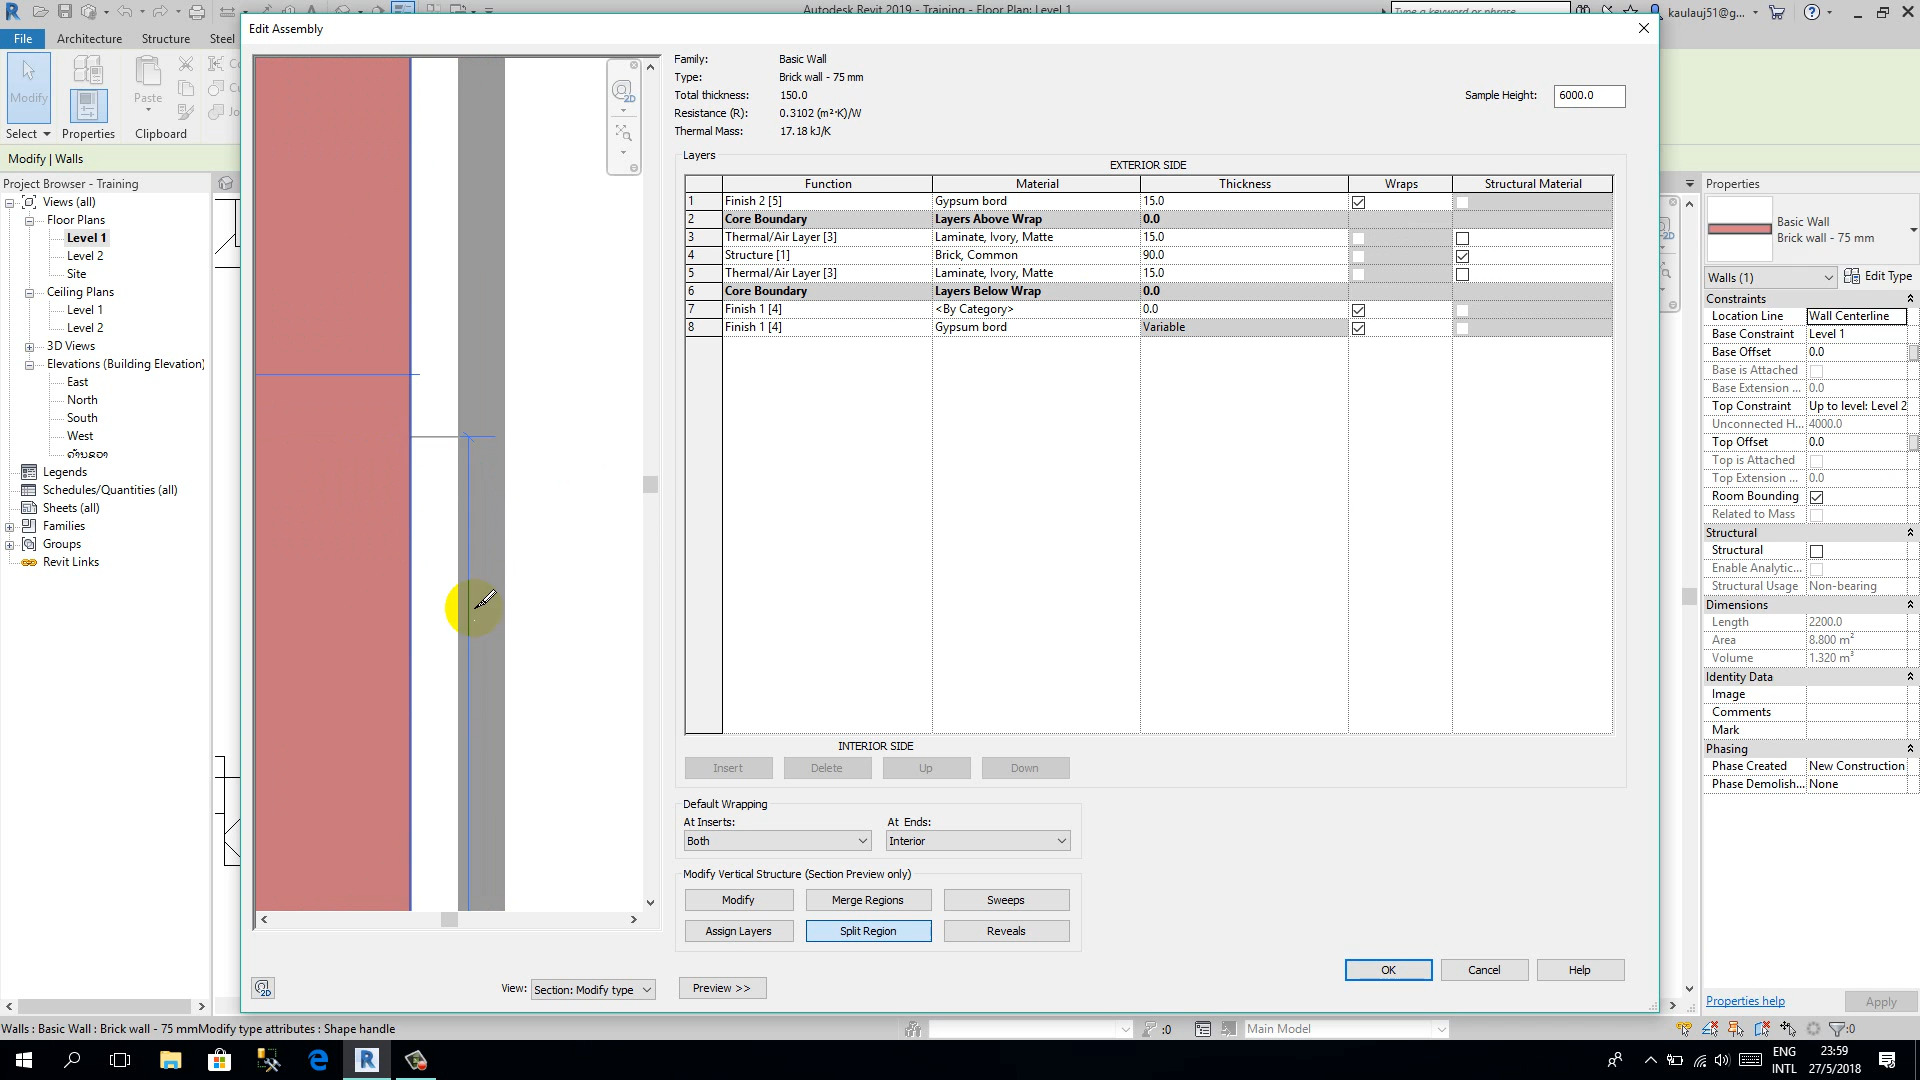 Autodesk Revit 2019 - Training - Floor Plan: Level 1
Type a keyword or phrase
kaulauj51@g...
File
Architecture
Structure
Steel
Modify
Select
Properties
Paste
Clipboard
Modify | Walls
Project Browser - Training
Views (all)
Floor Plans
Level 1
Level 2
Site
Ceiling Plans
Level 1
Level 2
3D Views
Elevations (Building Elevation)
East
North
South
West
Legends
Schedules/Quantities (all)
Sheets (all)
Families
Groups
Revit Links
Edit Assembly
Family: Basic Wall
Type: Brick wall - 75 mm
Total thickness: 150.0
Resistance (R): 0.3102 (m²·K)/W
Thermal Mass: 17.18 kJ/K
Sample Height: 6000.0
Layers
EXTERIOR SIDE
Function Material Thickness Wraps Structural Material
1 Finish 2 [5] Gypsum bord 15.0
2 Core Boundary Layers Above Wrap 0.0
3 Thermal/Air Layer [3] Laminate, Ivory, Matte 15.0
4 Structure [1] Brick, Common 90.0
5 Thermal/Air Layer [3] Laminate, Ivory, Matte 15.0
6 Core Boundary Layers Below Wrap 0.0
7 Finish 1 [4] <By Category> 0.0
8 Finish 1 [4] Gypsum bord Variable
INTERIOR SIDE
Insert Delete Up Down
Default Wrapping
At Inserts: At Ends:
Both Interior
Modify Vertical Structure (Section Preview only)
Modify Merge Regions Sweeps
Assign Layers Split Region Reveals
OK Cancel Help
View: Section: Modify type Preview >>
2D
2D
Properties
Basic Wall
Brick wall - 75 mm
Walls (1) Edit Type
Constraints
Location Line Wall Centerline
Base Constraint Level 1
Base Offset 0.0
Base is Attached
Base Extension ... 0.0
Top Constraint Up to level: Level 2
Unconnected H... 4000.0
Top Offset 0.0
Top is Attached
Top Extension ... 0.0
Room Bounding
Related to Mass
Structural
Structural
Enable Analytic...
Structural Usage Non-bearing
Dimensions
Length 2200.0
Area 8.800 m²
Volume 1.320 m³
Identity Data
Image
Comments
Mark
Phasing
Phase Created New Construction
Phase Demolish... None
Properties help Apply
Walls : Basic Wall : Brick wall - 75 mmModify type attributes : Shape handle
:0
Main Model
:0
ENG
INTL
23:59
27/5/2018